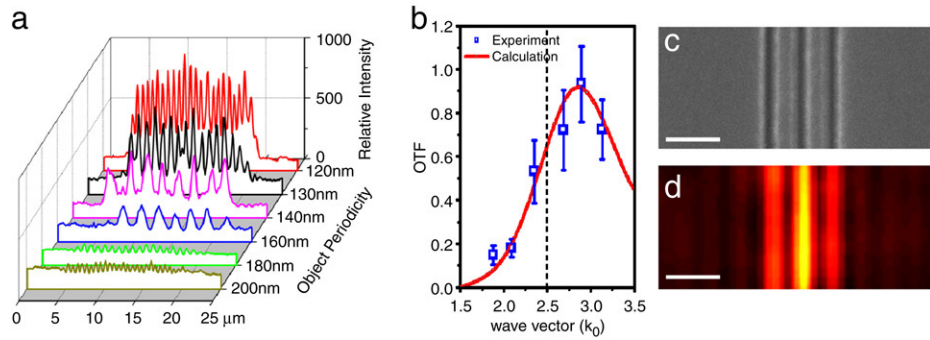 a
1000
500
0
Relative Intensity
120nm
130nm
140nm
160nm
180nm
200nm
Object Periodicity
0 5 10 15 20 25 μm
b
1.2
1.0
0.8
0.6
0.4
0.2
0.0
OTF
Experiment
Calculation
1.5 2.0 2.5 3.0 3.5
wave vector (k₀)
c
d